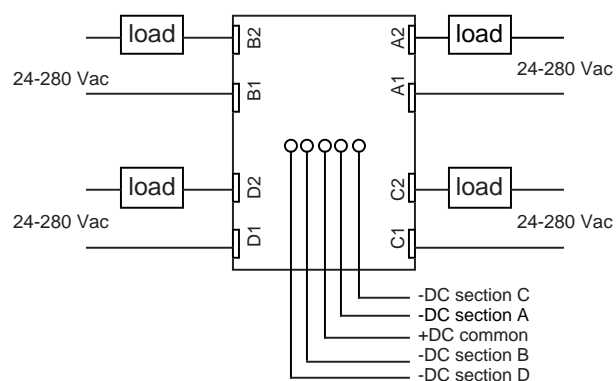 load
B2
A2
load
24-280 Vac
B1
A1
24-280 Vac
load
D2
C2
load
24-280 Vac
D1
C1
24-280 Vac
-DC section C
-DC section A
+DC common
-DC section B
-DC section D